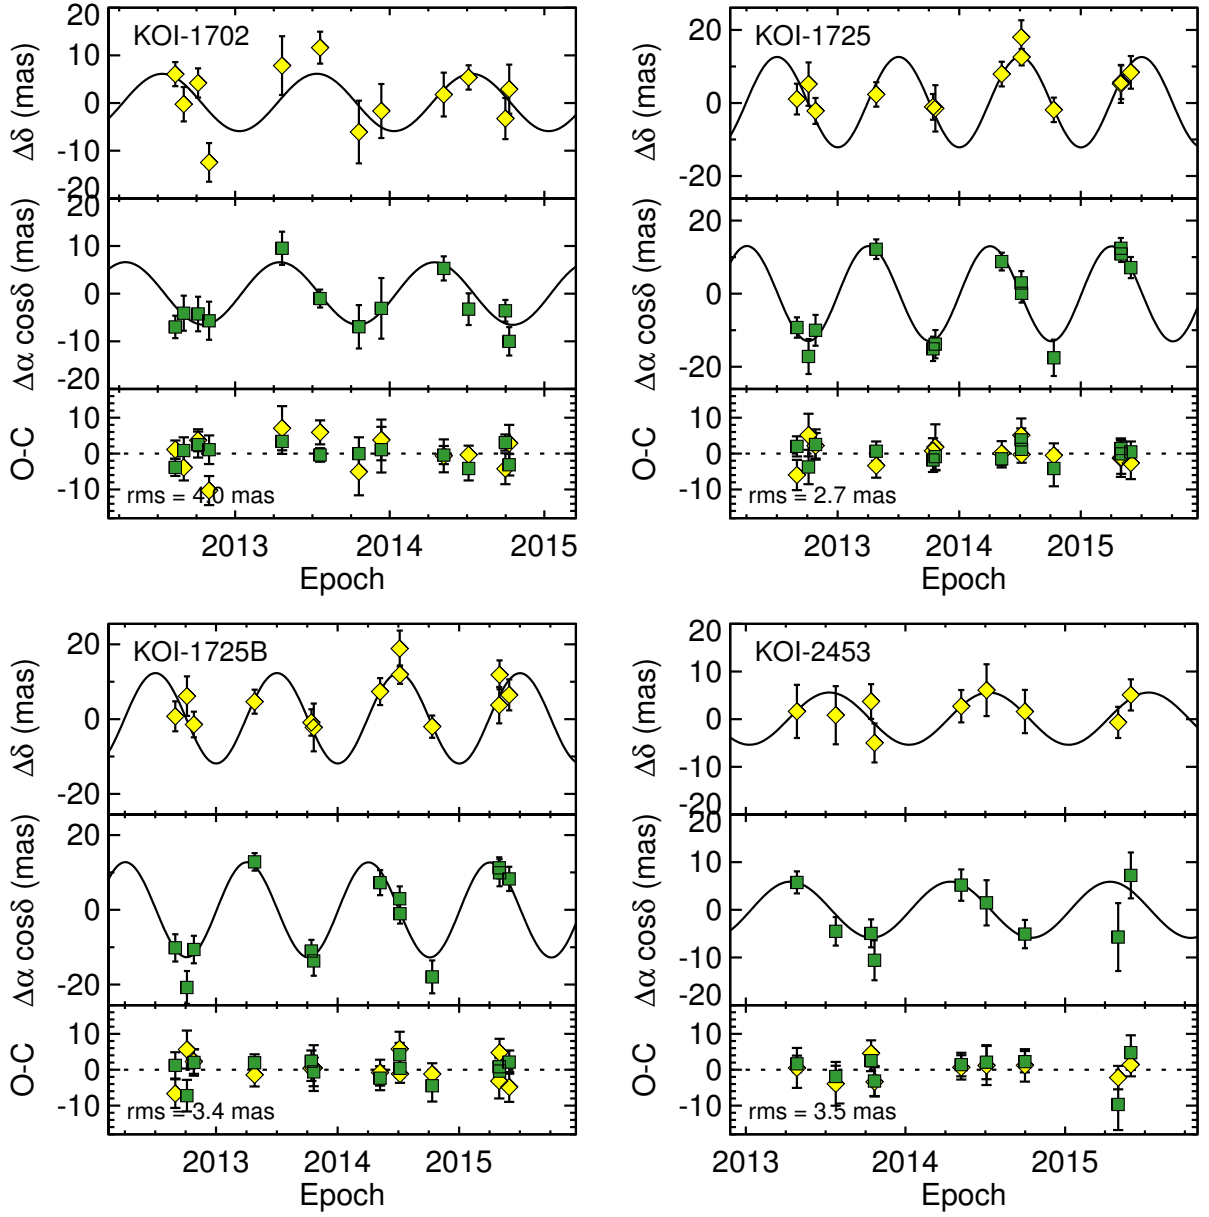 KOI-1702
Δδ (mas)
20
10
0
-10
-20
Δα cosδ (mas)
20
10
0
-10
-20
O-C
10
0
-10
rms = 4.0 mas
2013 2014 2015
Epoch
KOI-1725
Δδ (mas)
20
0
-20
Δα cosδ (mas)
20
0
-20
O-C
10
0
-10
rms = 2.7 mas
2013 2014 2015
Epoch
KOI-1725B
Δδ (mas)
20
0
-20
Δα cosδ (mas)
20
0
-20
O-C
10
0
-10
rms = 3.4 mas
2013 2014 2015
Epoch
KOI-2453
Δδ (mas)
20
10
0
-10
-20
Δα cosδ (mas)
20
10
0
-10
-20
O-C
10
0
-10
rms = 3.5 mas
2013 2014 2015
Epoch